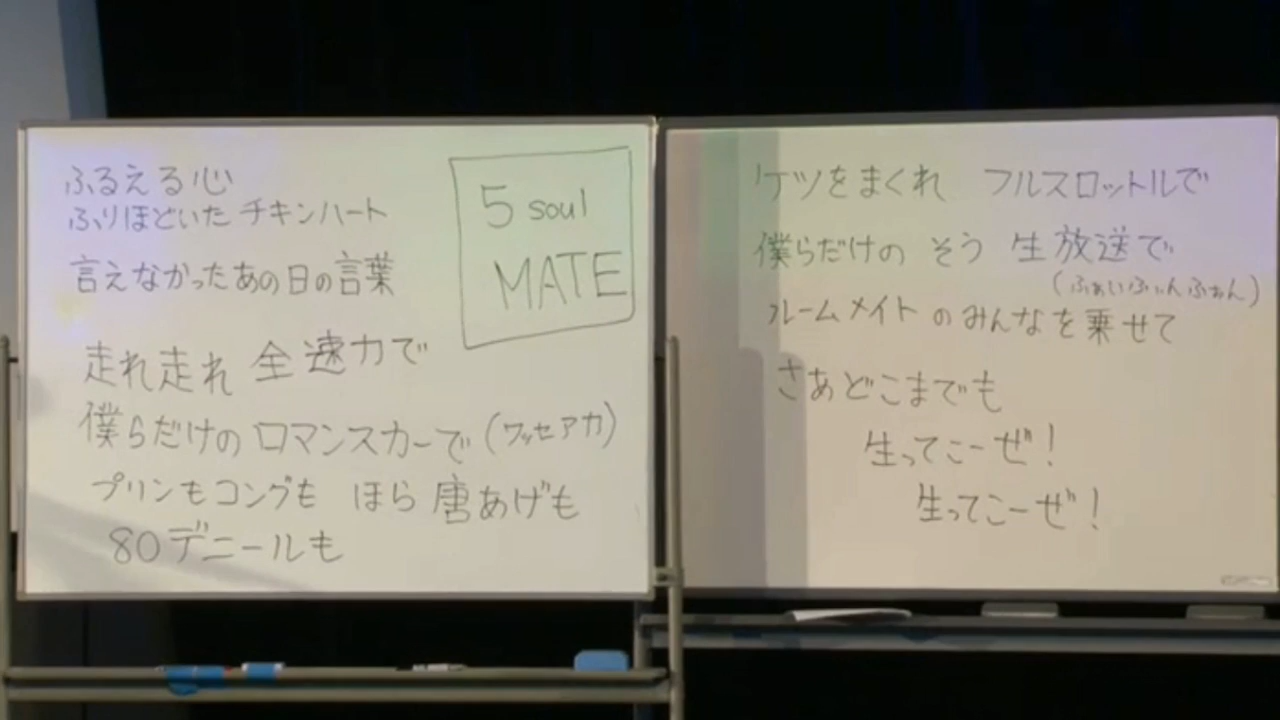 ふるえる心
ふりほどいた チキンハート
言えなかったあの日の言葉
走れ走れ 全速力で
僕らだけの ロマンスカーで (ワッセアカ)
プリンもコングも ほら 唐あげも
80デニールも
5 soul
MATE
ケツをまくれ フルスロットルで
僕らだけの そう 生放送で
(ふぁいふぃんふぁん)
ルームメイト のみんなを乗せて
さあどこまでも
生ってこーぜ!
生ってこーぜ!